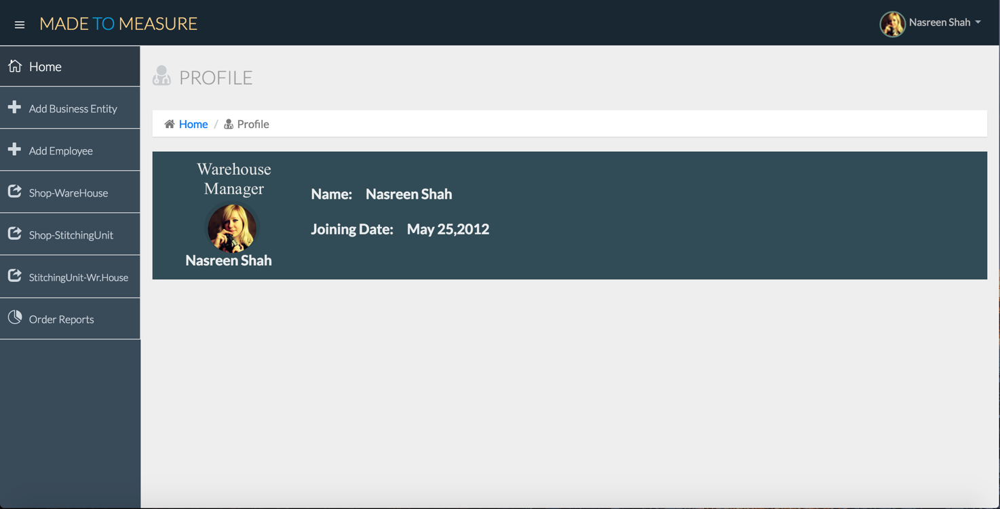 MADE TO MEASURE
Nasreen Shah
Home
Add Business Entity
Add Employee
Shop-WareHouse
Shop-StitchingUnit
StitchingUnit-Wr.House
Order Reports
PROFILE
Home / Profile
Warehouse
Manager
Nasreen Shah
Name: Nasreen Shah
Joining Date: May 25,2012